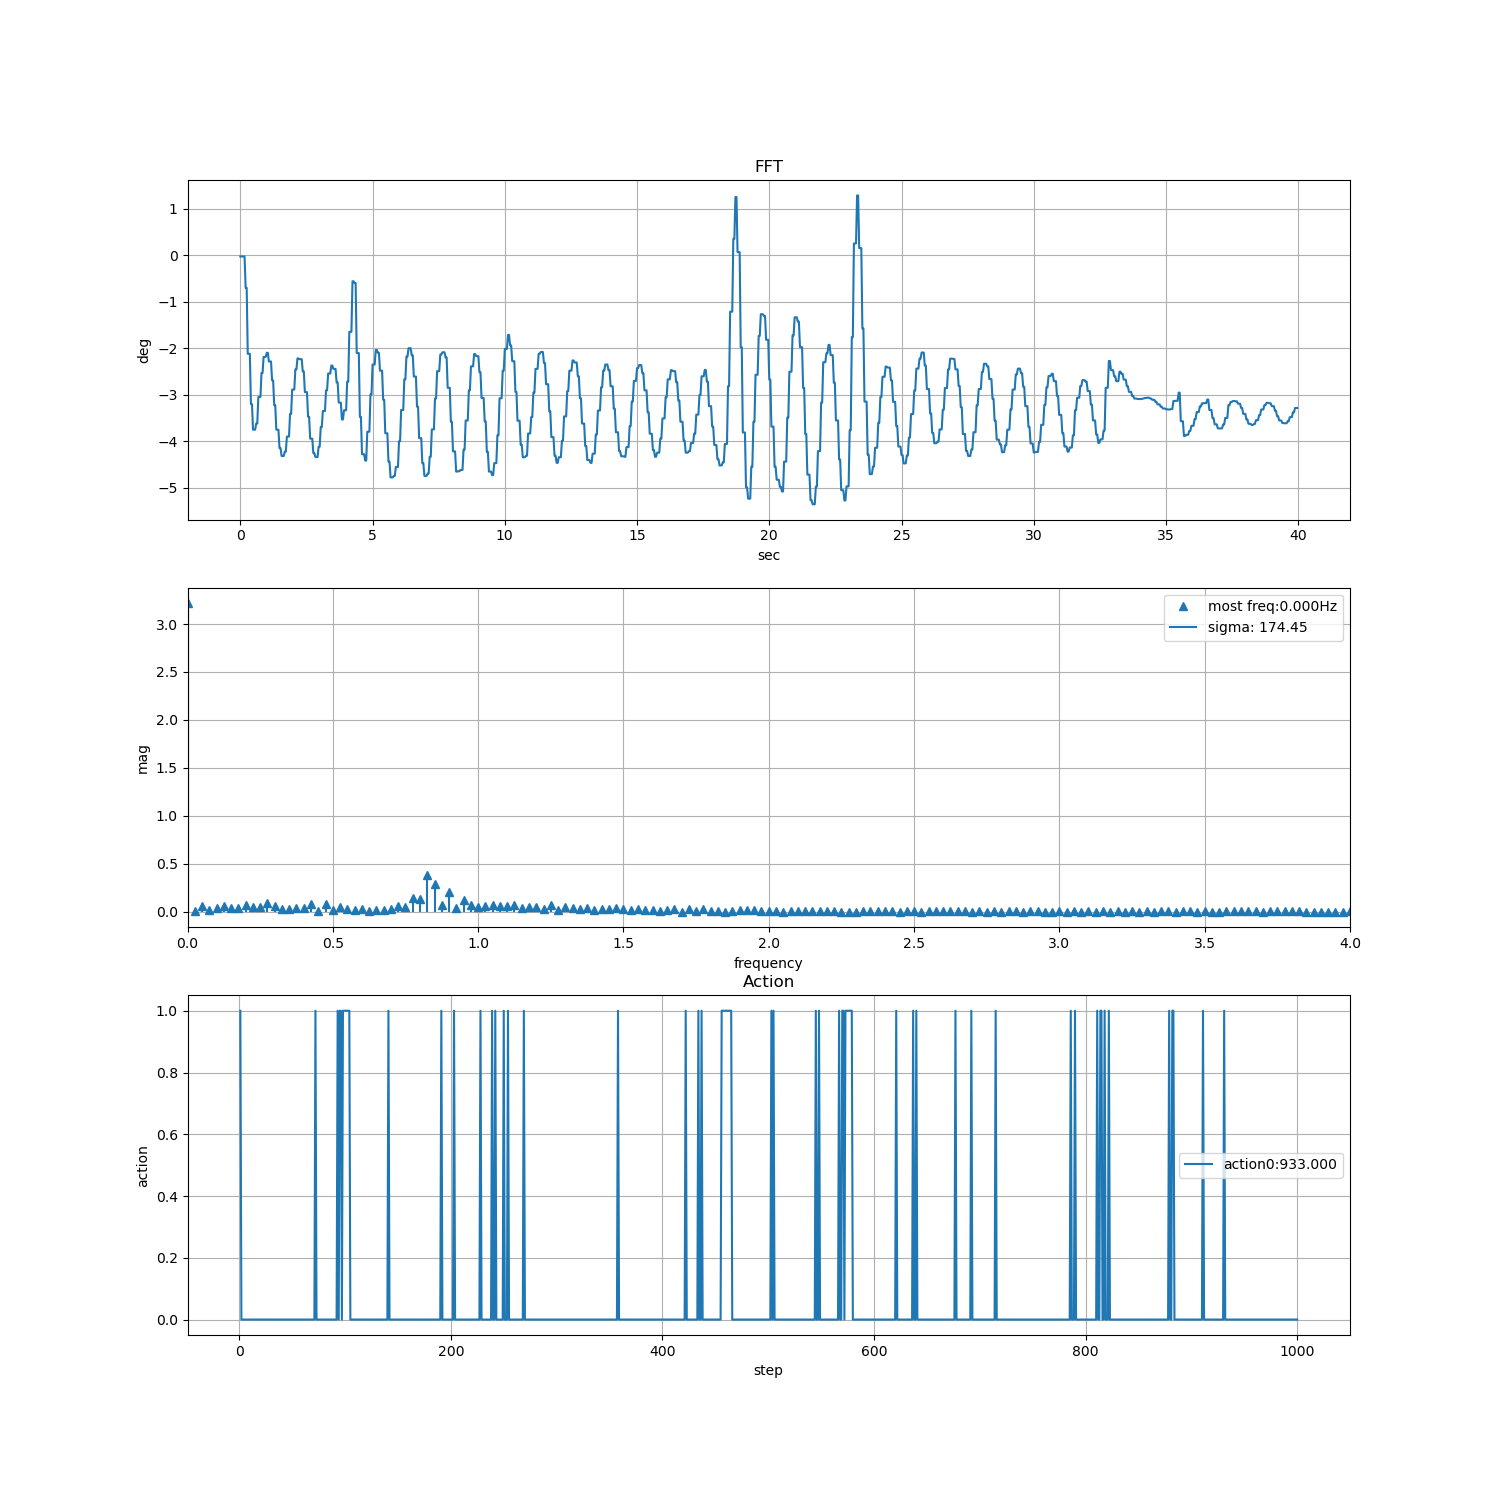 FFT
1
0
−1
−2
−3
−4
−5
deg
0 5 10 15 20 25 30 35 40
sec
most freq:0.000Hz
sigma: 174.45
3.0
2.5
2.0
1.5
1.0
0.5
0.0
mag
0.0 0.5 1.0 1.5 2.0 2.5 3.0 3.5 4.0
frequency
Action
1.0
0.8
0.6
0.4
0.2
0.0
action
action0:933.000
0 200 400 600 800 1000
step